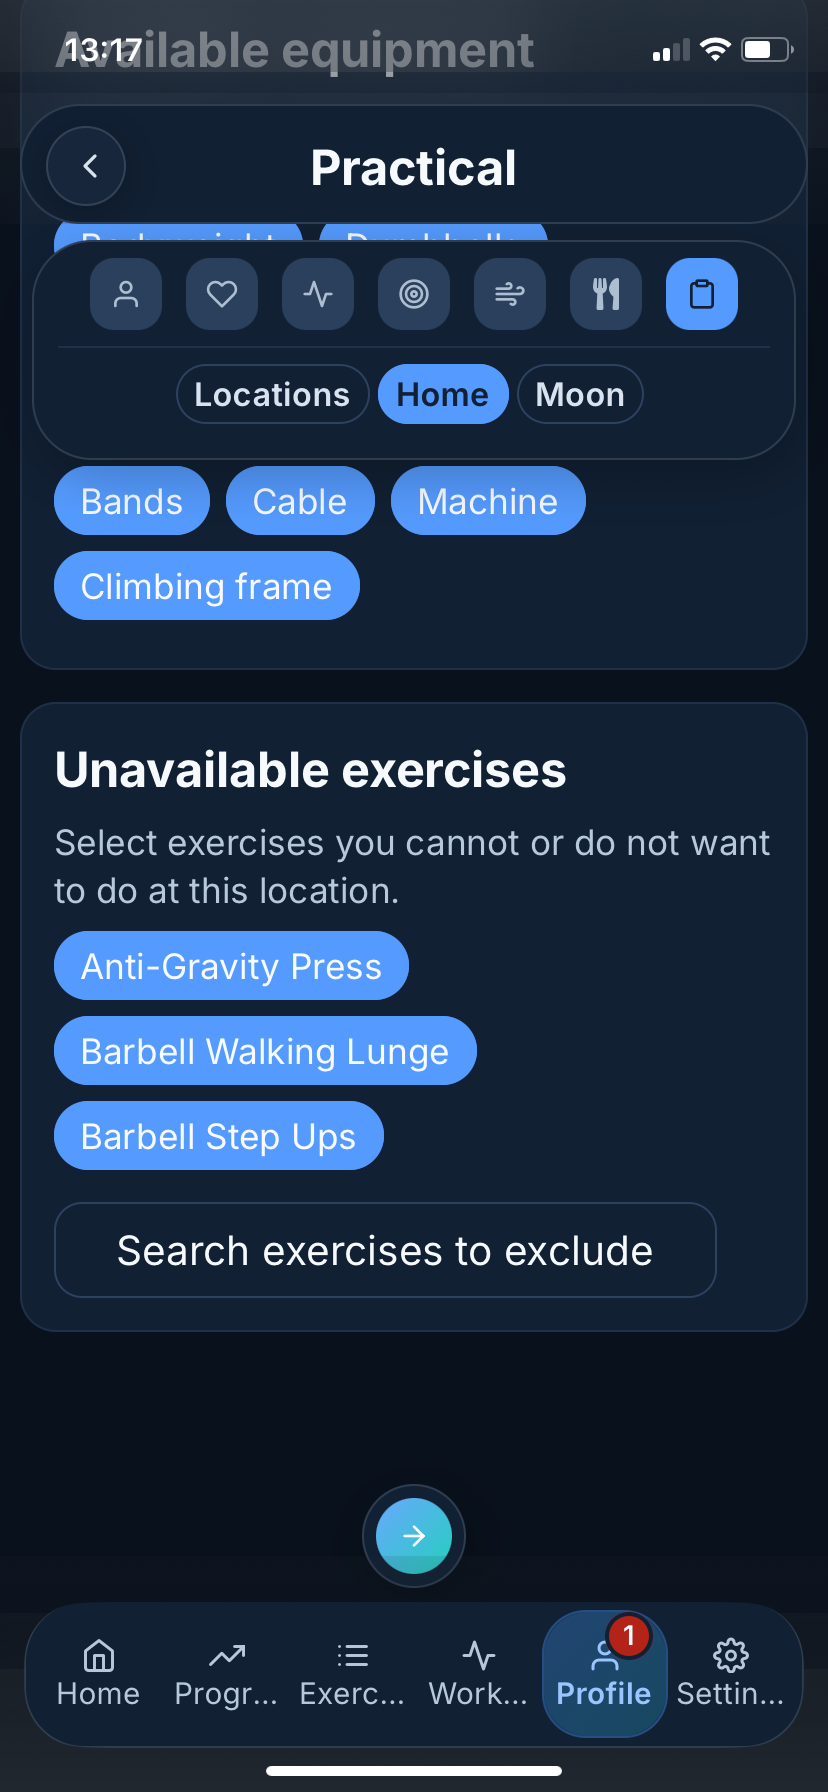 13:17
Available equipment
Practical
Bodyweight Dumbbells
Locations Home Moon
Bands Cable Machine
Climbing frame
Unavailable exercises
Select exercises you cannot or do not want
to do at this location.
Anti-Gravity Press
Barbell Walking Lunge
Barbell Step Ups
Search exercises to exclude
1
Home Progr... Exerc... Work... Profile Settin...